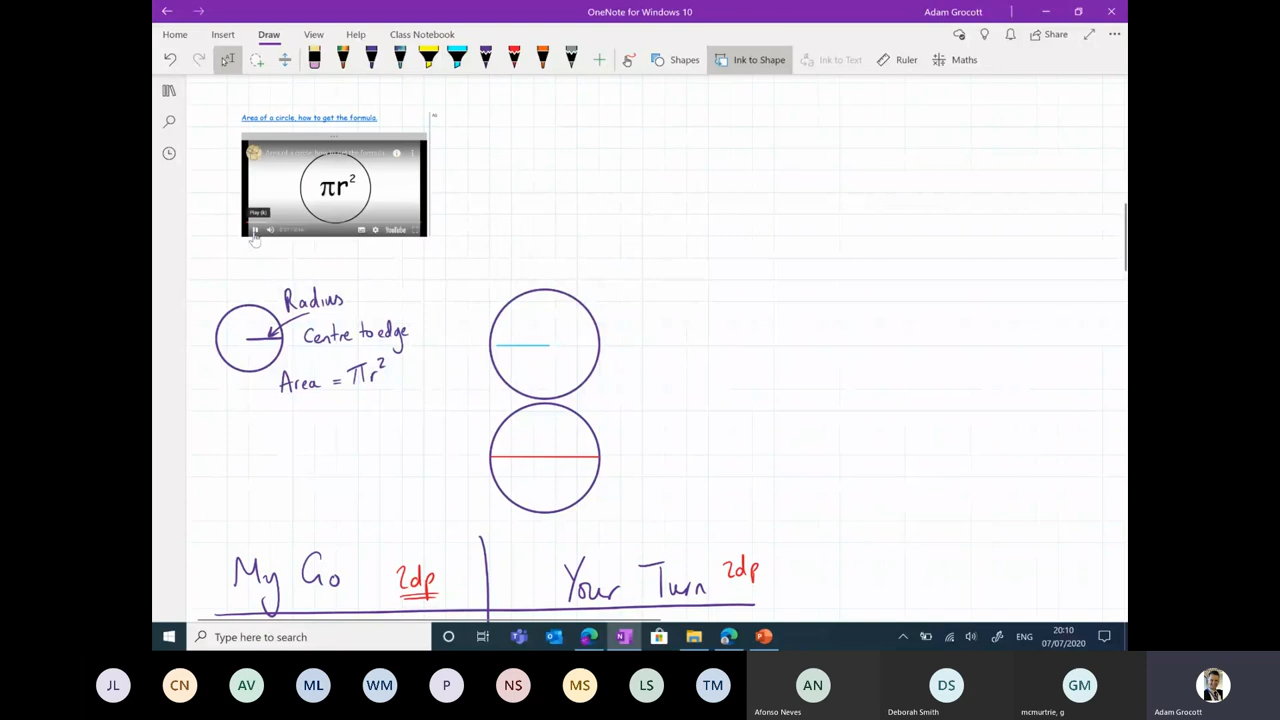 OneNote for Windows 10
Adam Grocott
Home Insert Draw View Help Class Notebook
Share
Shapes Ink to Shape Ink to Text Ruler Maths
Area of a circle, how to get the formula.
πr²
Play (k)
YouTube
Radius
Centre to edge
Area = πr²
My Go 2dp
Your Turn 2dp
Type here to search
ENG
20:10
07/07/2020
JL CN AV ML WM P NS MS LS TM AN DS GM
Afonso Neves
Deborah Smith
mcmurtrie, g
Adam Grocott